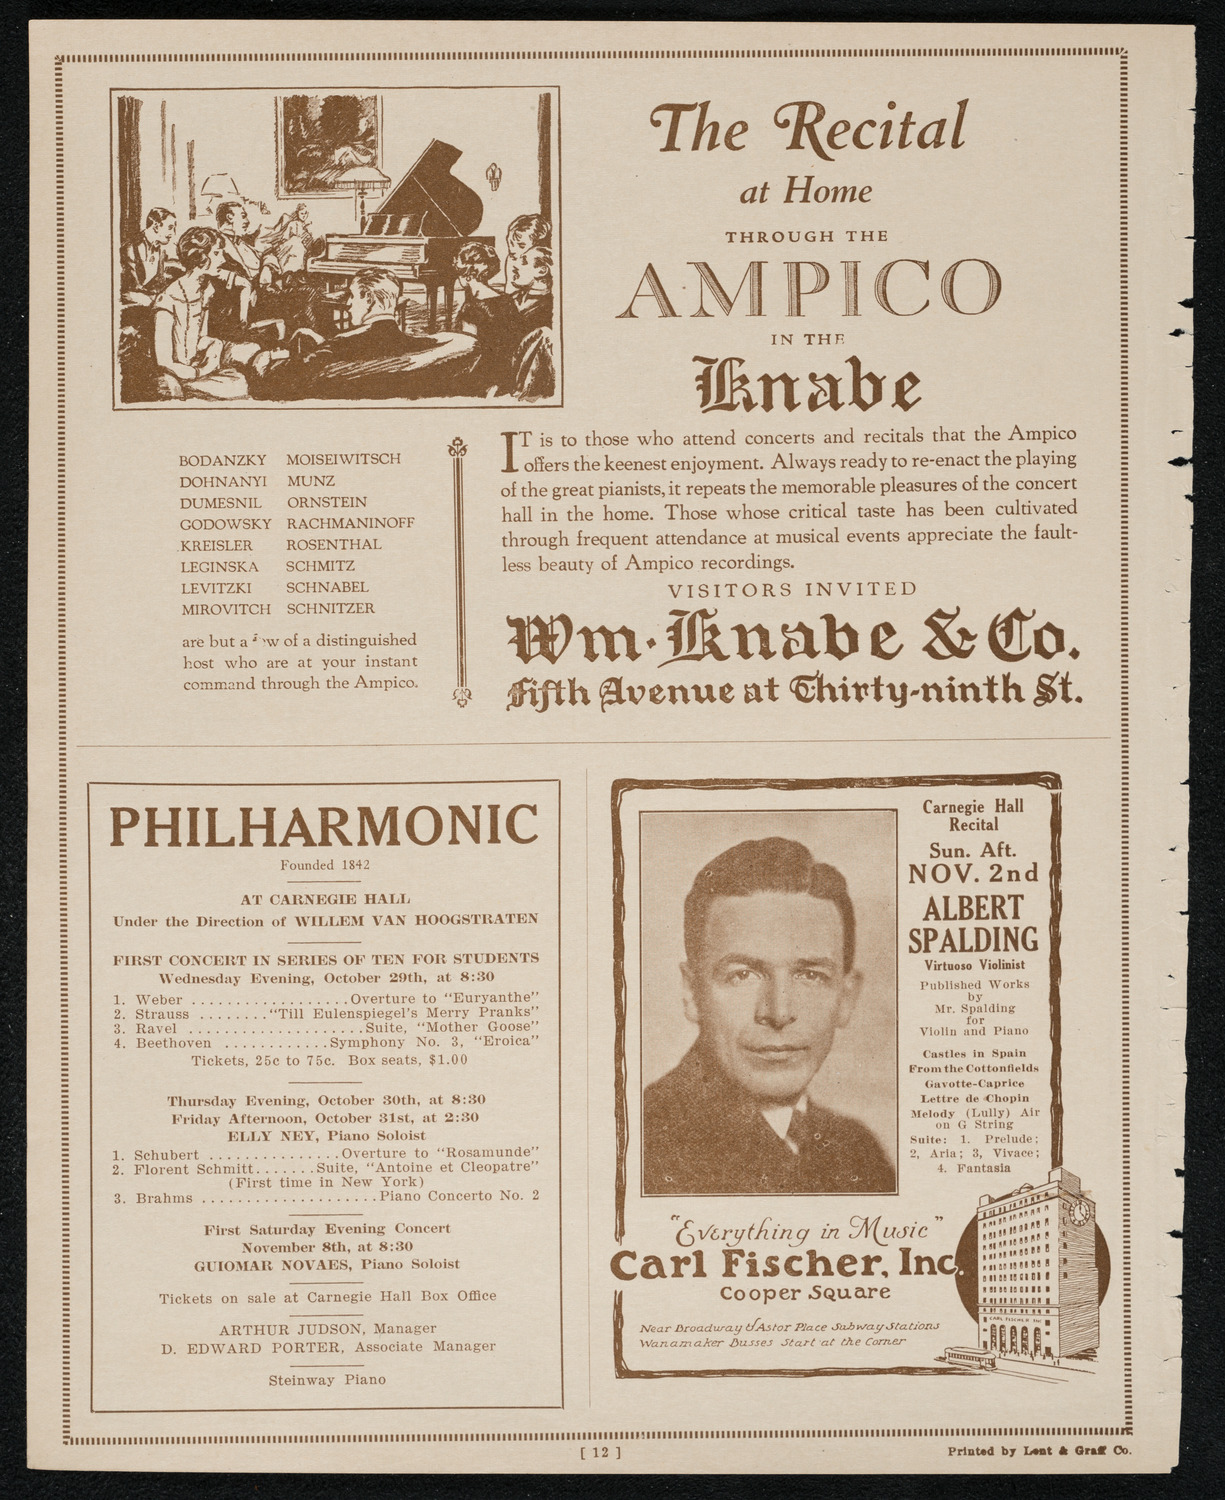 The Recital
at Home
THROUGH THE
AMPICO
IN THE
Knabe
BODANZKY MOISEIWITSCH
DOHNANYI MUNZ
DUMESNIL ORNSTEIN
GODOWSKY RACHMANINOFF
KREISLER ROSENTHAL
LEGINSKA SCHMITZ
LEVITZKI SCHNABEL
MIROVITCH SCHNITZER
are but a few of a distinguished
host who are at your instant
command through the Ampico.
IT is to those who attend concerts and recitals that the Ampico
offers the keenest enjoyment. Always ready to re-enact the playing
of the great pianists, it repeats the memorable pleasures of the concert
hall in the home. Those whose critical taste has been cultivated
through frequent attendance at musical events appreciate the fault-
less beauty of Ampico recordings.
VISITORS INVITED
Wm. Knabe & Co.
Fifth Avenue at Thirty-ninth St.
PHILHARMONIC
Founded 1842
AT CARNEGIE HALL
Under the Direction of WILLEM VAN HOOGSTRATEN
FIRST CONCERT IN SERIES OF TEN FOR STUDENTS
Wednesday Evening, October 29th, at 8:30
1. Weber ..................Overture to "Euryanthe"
2. Strauss ........"Till Eulenspiegel's Merry Pranks"
3. Ravel ....................Suite, "Mother Goose"
4. Beethoven ............Symphony No. 3, "Eroica"
Tickets, 25c to 75c. Box seats, $1.00
Thursday Evening, October 30th, at 8:30
Friday Afternoon, October 31st, at 2:30
ELLY NEY, Piano Soloist
1. Schubert ...............Overture to "Rosamunde"
2. Florent Schmitt.......Suite, "Antoine et Cleopatre"
(First time in New York)
3. Brahms ....................Piano Concerto No. 2
First Saturday Evening Concert
November 8th, at 8:30
GUIOMAR NOVAES, Piano Soloist
Tickets on sale at Carnegie Hall Box Office
ARTHUR JUDSON, Manager
D. EDWARD PORTER, Associate Manager
Steinway Piano
Carnegie Hall
Recital
Sun. Aft.
NOV. 2nd
ALBERT
SPALDING
Virtuoso Violinist
Published Works
by
Mr. Spalding
for
Violin and Piano
Castles in Spain
From the Cottonfields
Gavotte-Caprice
Lettre de Chopin
Melody (Lully) Air
on G String
Suite: 1. Prelude;
2, Aria; 3, Vivace;
4. Fantasia
"Everything in Music"
Carl Fischer, Inc.
Cooper Square
Near Broadway & Astor Place Subway Stations
Wanamaker Busses Start at the Corner
CARL FISCHER INC
[ 12 ]
Printed by Lent & Graff Co.